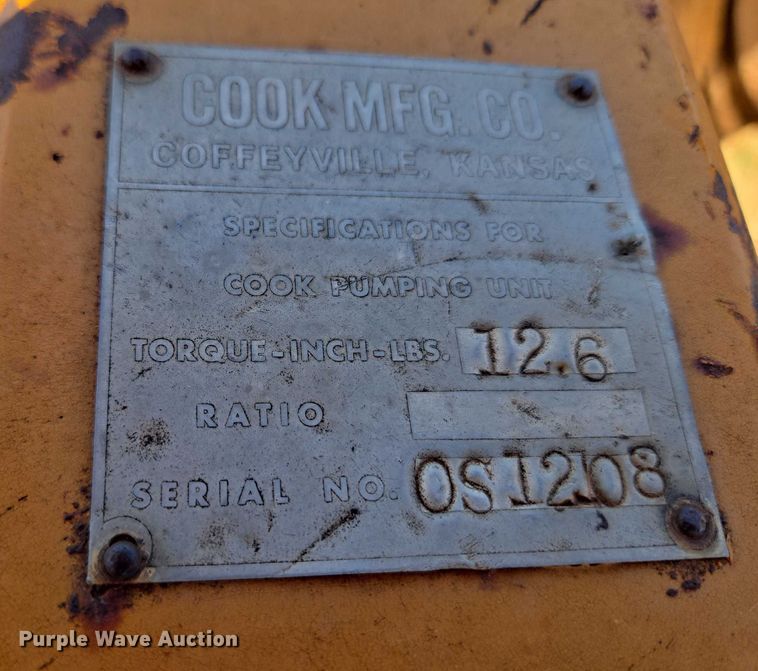 COOK MFG. CO.
COFFEYVILLE, KANSAS
SPECIFICATIONS FOR
COOK PUMPING UNIT
TORQUE-INCH-LBS. 12.6
RATIO
SERIAL NO. OS1208
Purple Wave Auction